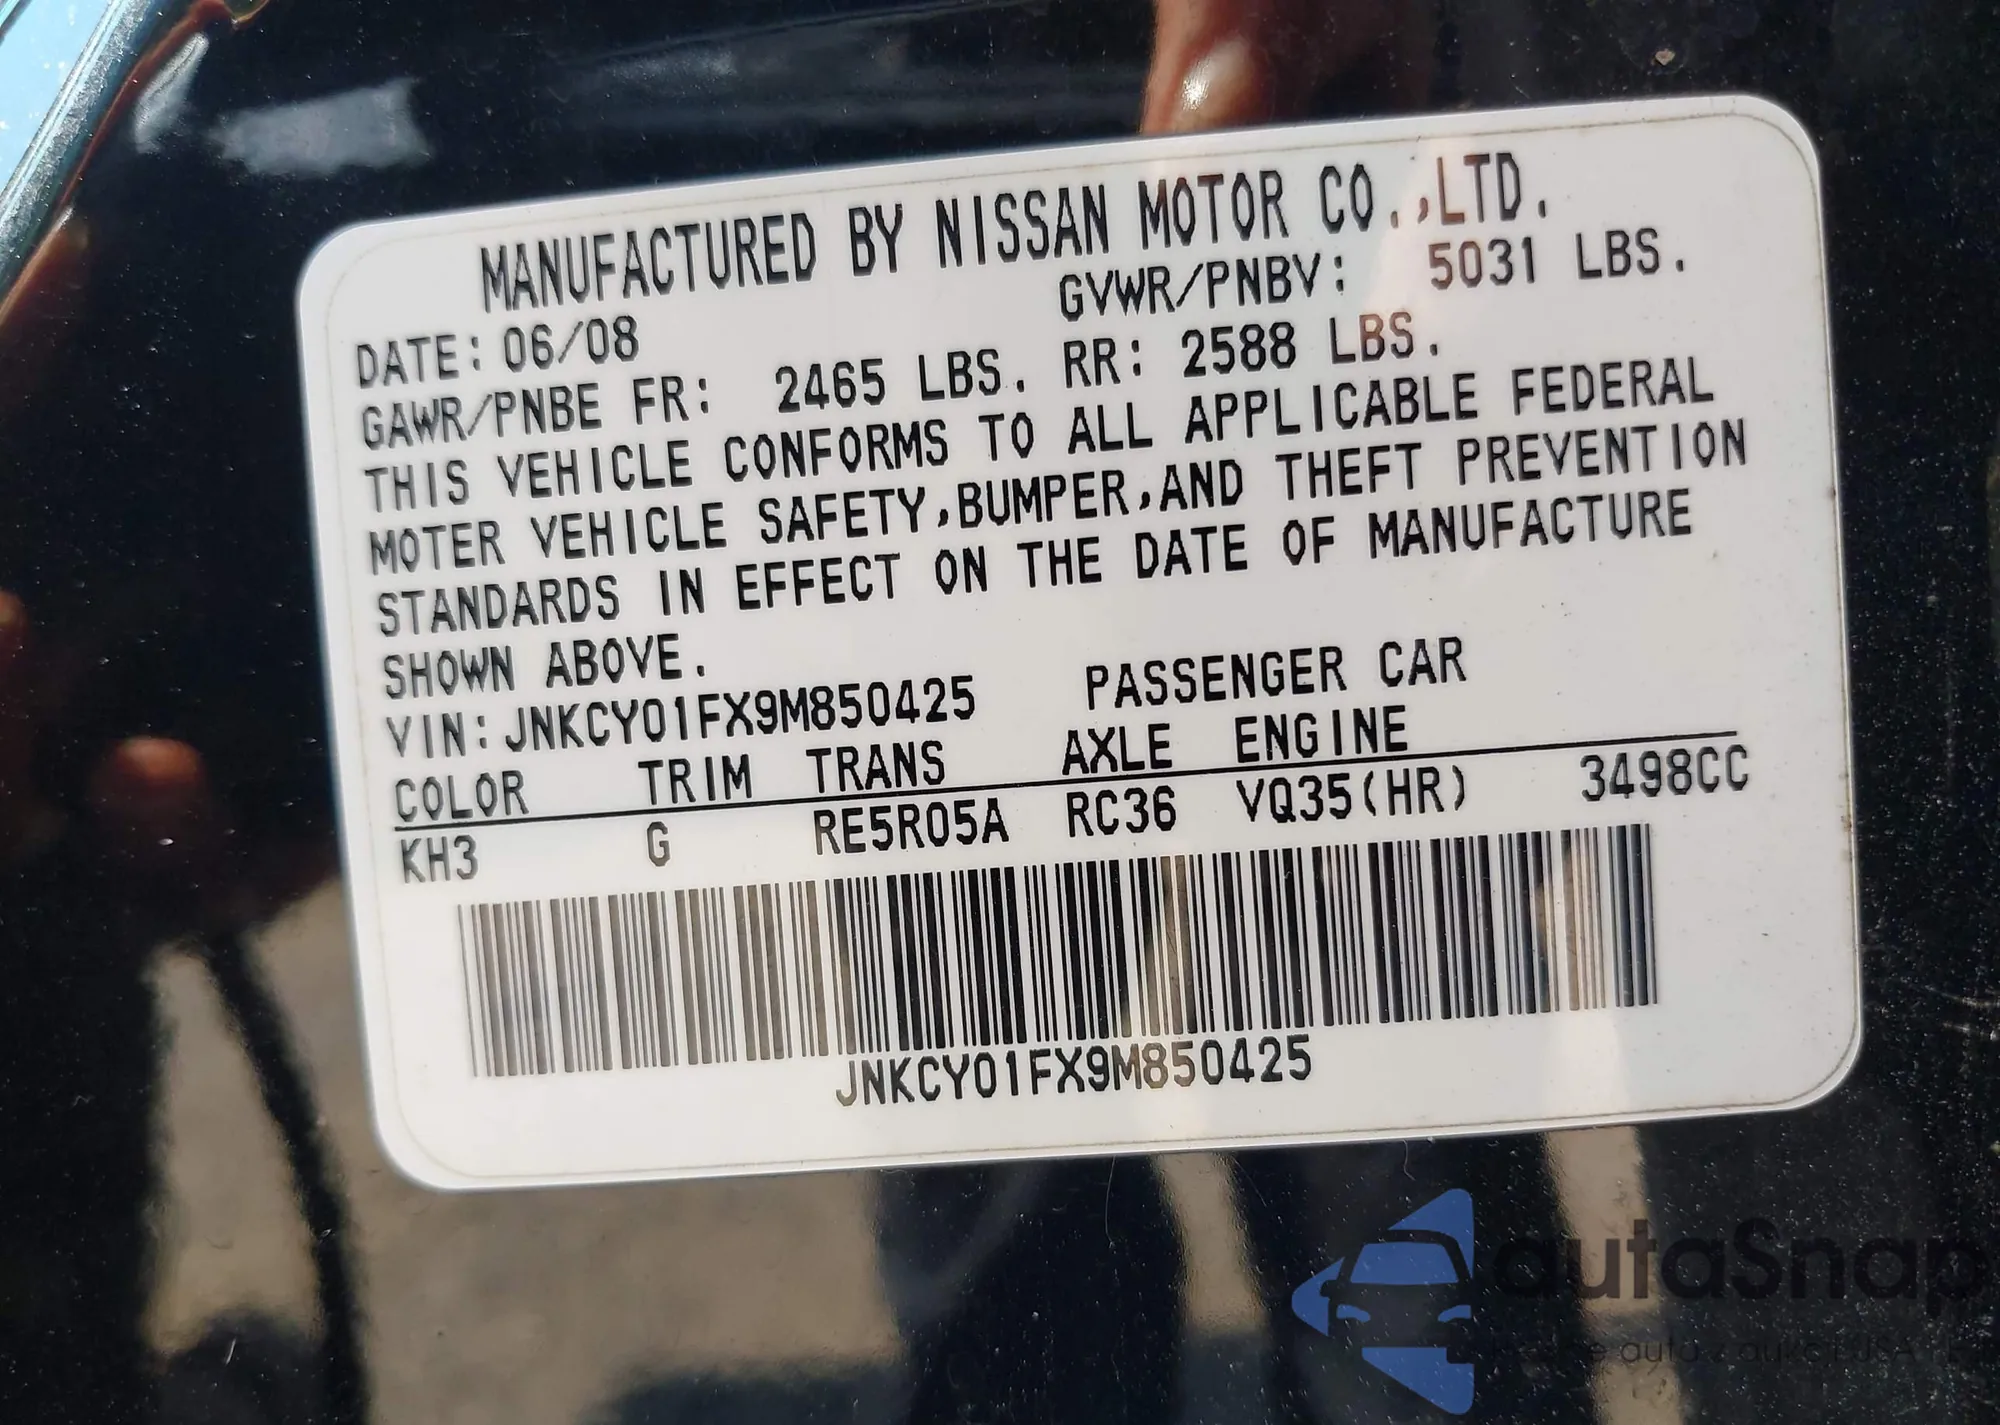 MANUFACTURED BY NISSAN MOTOR CO.,LTD.
DATE: 06/08 GVWR/PNBV: 5031 LBS.
GAWR/PNBE FR: 2465 LBS. RR: 2588 LBS.
THIS VEHICLE CONFORMS TO ALL APPLICABLE FEDERAL
MOTER VEHICLE SAFETY,BUMPER,AND THEFT PREVENTION
STANDARDS IN EFFECT ON THE DATE OF MANUFACTURE
SHOWN ABOVE.
VIN: JNKCY01FX9M850425 PASSENGER CAR
COLOR TRIM TRANS AXLE ENGINE
KH3 G RE5R05A RC36 VQ35(HR) 3498CC
JNKCY01FX9M850425
autaSnap
auta z